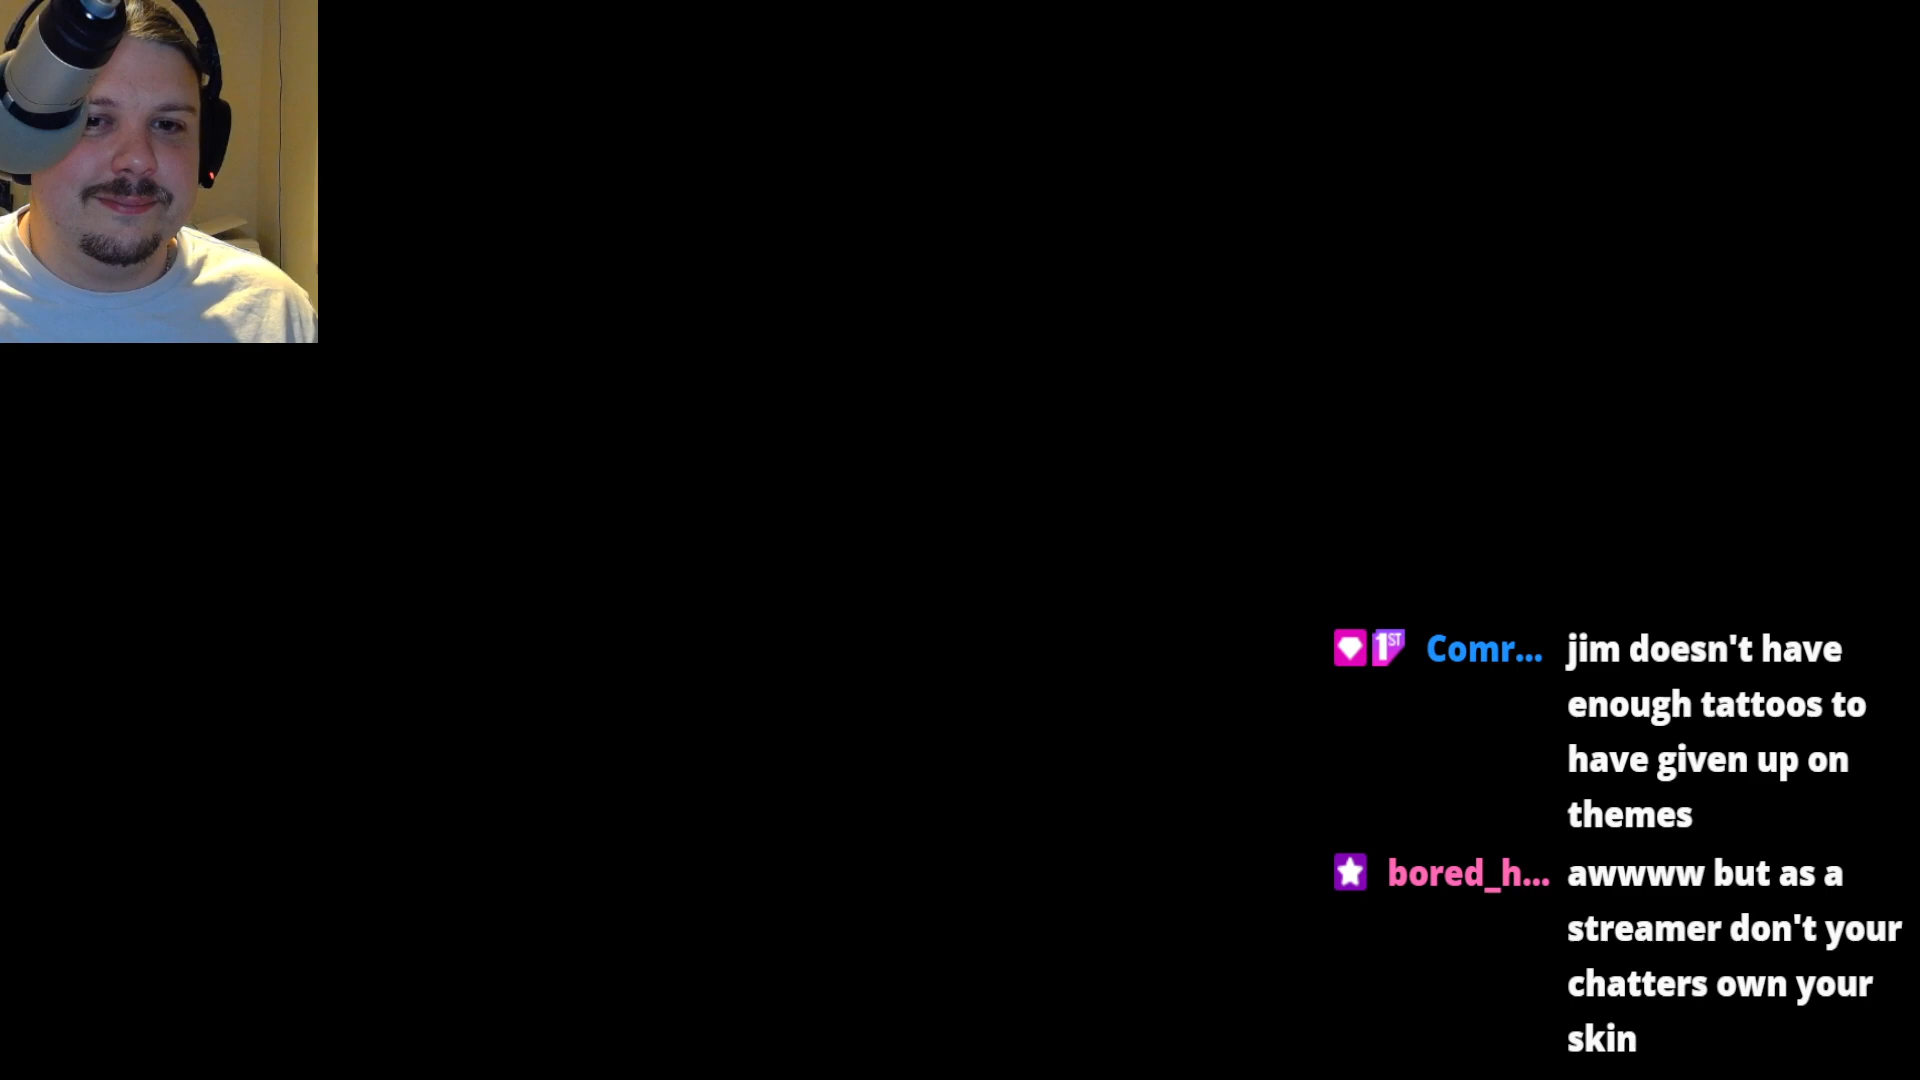 1ST Comr... jim doesn't have
enough tattoos to
have given up on
themes
bored_h... awwww but as a
streamer don't your
chatters own your
skin